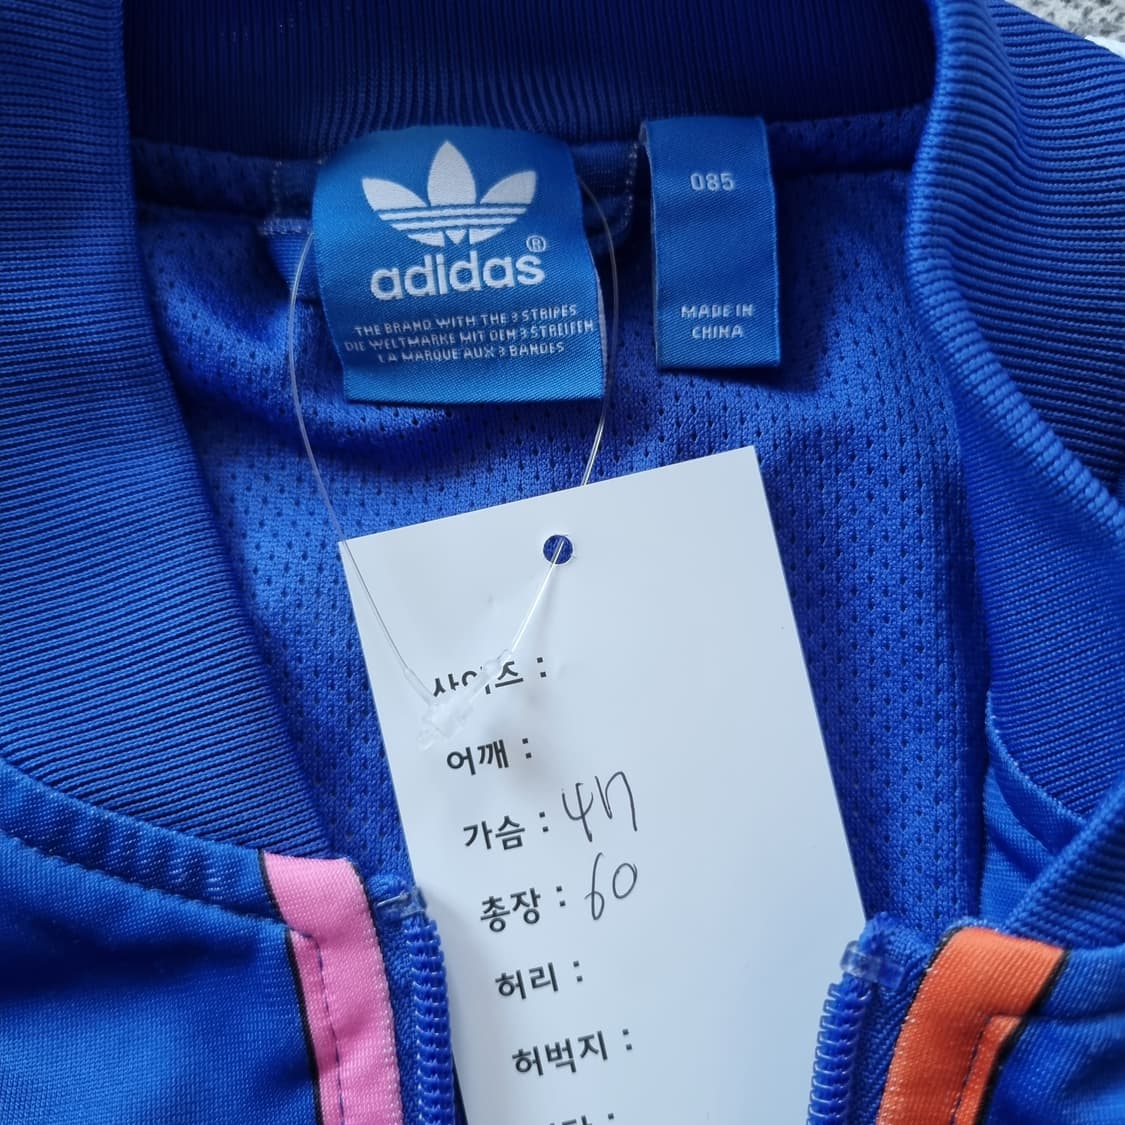 adidas®
THE BRAND WITH THE 3 STRIPES
DIE WELTMARKE MIT DEN 3 STREIFEN
LA MARQUE AUX 3 BANDES
085
MADE IN
CHINA
사이즈 :
어깨 :
가슴 : 47
총장 : 60
허리 :
허벅지 :